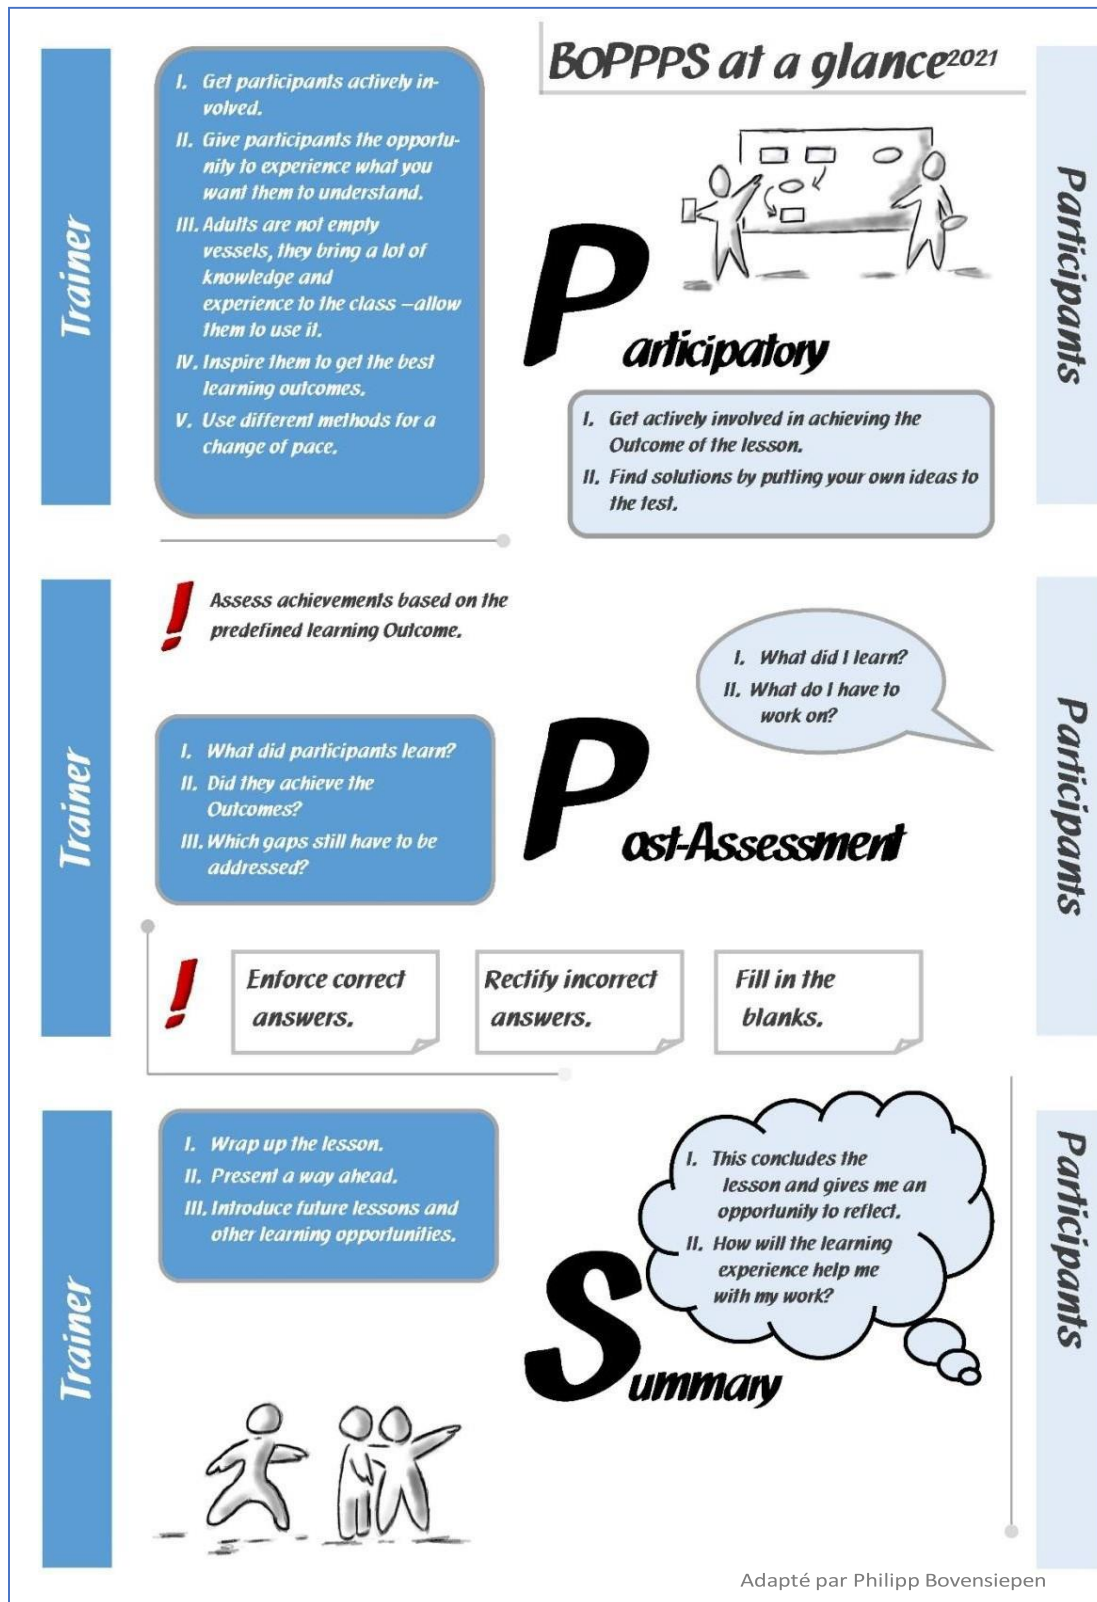 BOPPPS at a glance 2021
Trainer
I. Get participants actively in-
volved.
II. Give participants the opportu-
nity to experience what you
want them to understand.
III. Adults are not empty
vessels, they bring a lot of
knowledge and
experience to the class –allow
them to use it.
IV. Inspire them to get the best
learning outcomes.
V. Use different methods for a
change of pace.
Participatory
I. Get actively involved in achieving the
Outcome of the lesson.
II. Find solutions by putting your own ideas to
the test.
Participants
Trainer
! Assess achievements based on the
predefined learning Outcome.
I. What did participants learn?
II. Did they achieve the
Outcomes?
III. Which gaps still have to be
addressed?
I. What did I learn?
II. What do I have to
work on?
Post-Assessment
Participants
!
Enforce correct
answers.
Rectify incorrect
answers.
Fill in the
blanks.
Trainer
I. Wrap up the lesson.
II. Present a way ahead.
III. Introduce future lessons and
other learning opportunities.
I. This concludes the
lesson and gives me an
opportunity to reflect.
II. How will the learning
experience help me
with my work?
Summary
Participants
Adapté par Philipp Bovensiepen